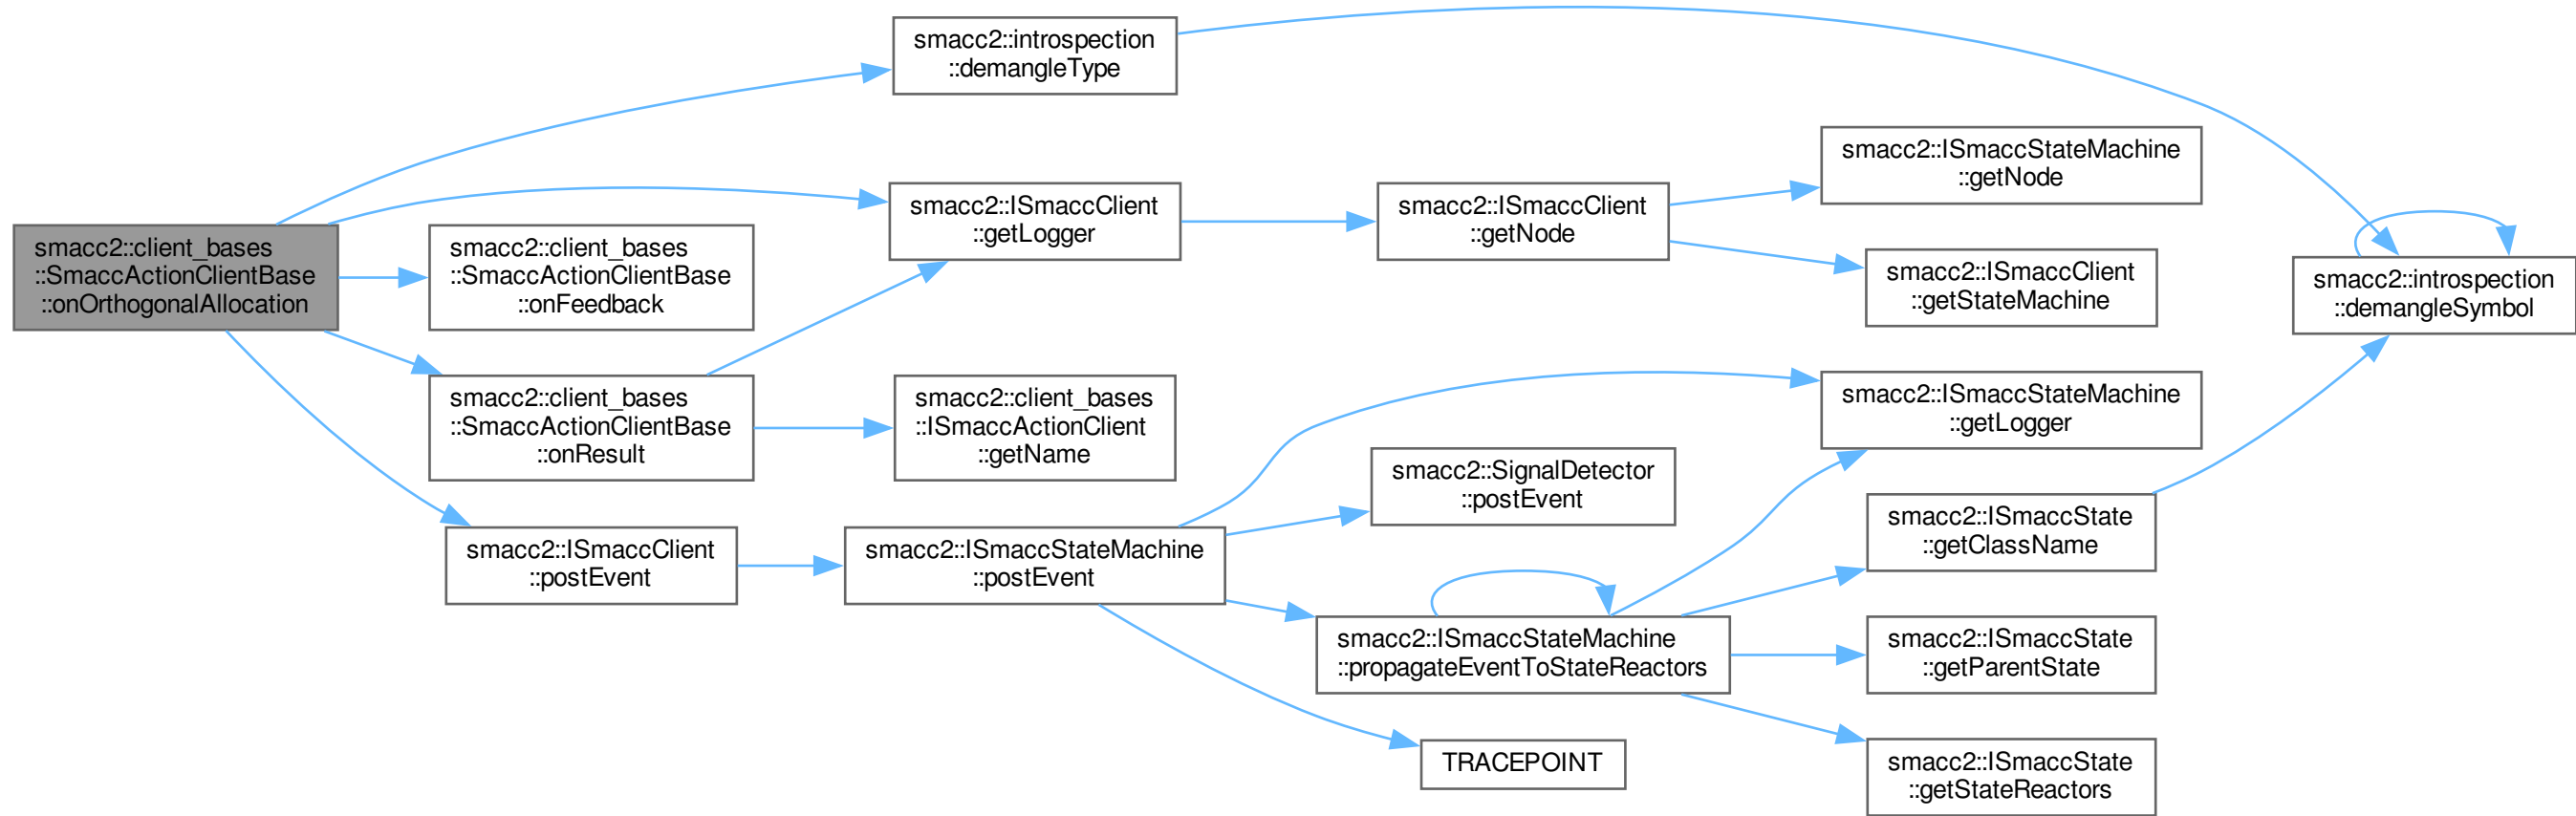 smacc2::client_bases
::SmaccActionClientBase
::onOrthogonalAllocation
smacc2::introspection
::demangleType
smacc2::ISmaccClient
::getLogger
smacc2::client_bases
::SmaccActionClientBase
::onFeedback
smacc2::client_bases
::SmaccActionClientBase
::onResult
smacc2::client_bases
::ISmaccActionClient
::getName
smacc2::ISmaccClient
::postEvent
smacc2::ISmaccStateMachine
::postEvent
smacc2::ISmaccClient
::getNode
smacc2::ISmaccStateMachine
::getNode
smacc2::ISmaccClient
::getStateMachine
smacc2::introspection
::demangleSymbol
smacc2::ISmaccStateMachine
::getLogger
smacc2::SignalDetector
::postEvent
smacc2::ISmaccState
::getClassName
smacc2::ISmaccStateMachine
::propagateEventToStateReactors
smacc2::ISmaccState
::getParentState
TRACEPOINT
smacc2::ISmaccState
::getStateReactors